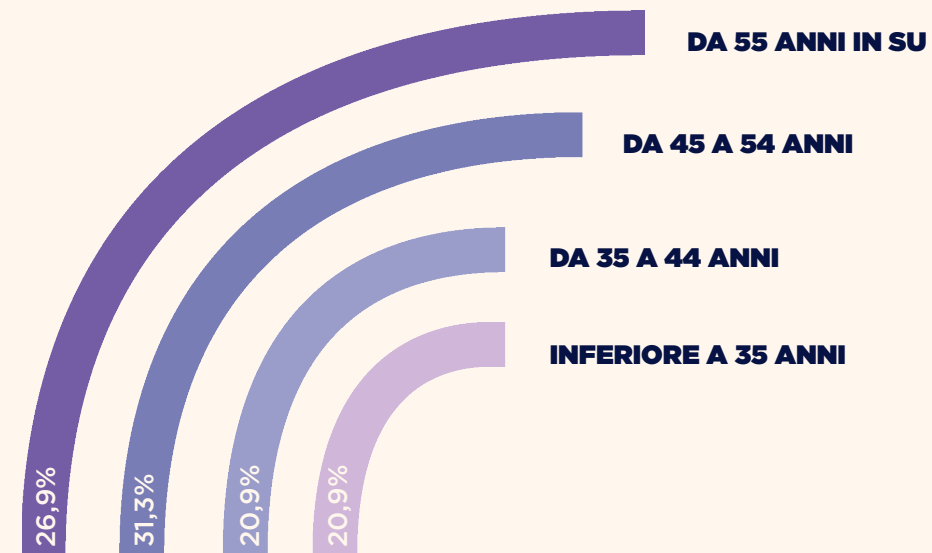 DA 55 ANNI IN SU
DA 45 A 54 ANNI
DA 35 A 44 ANNI
INFERIORE A 35 ANNI
26,9%
31,3%
20,9%
20,9%